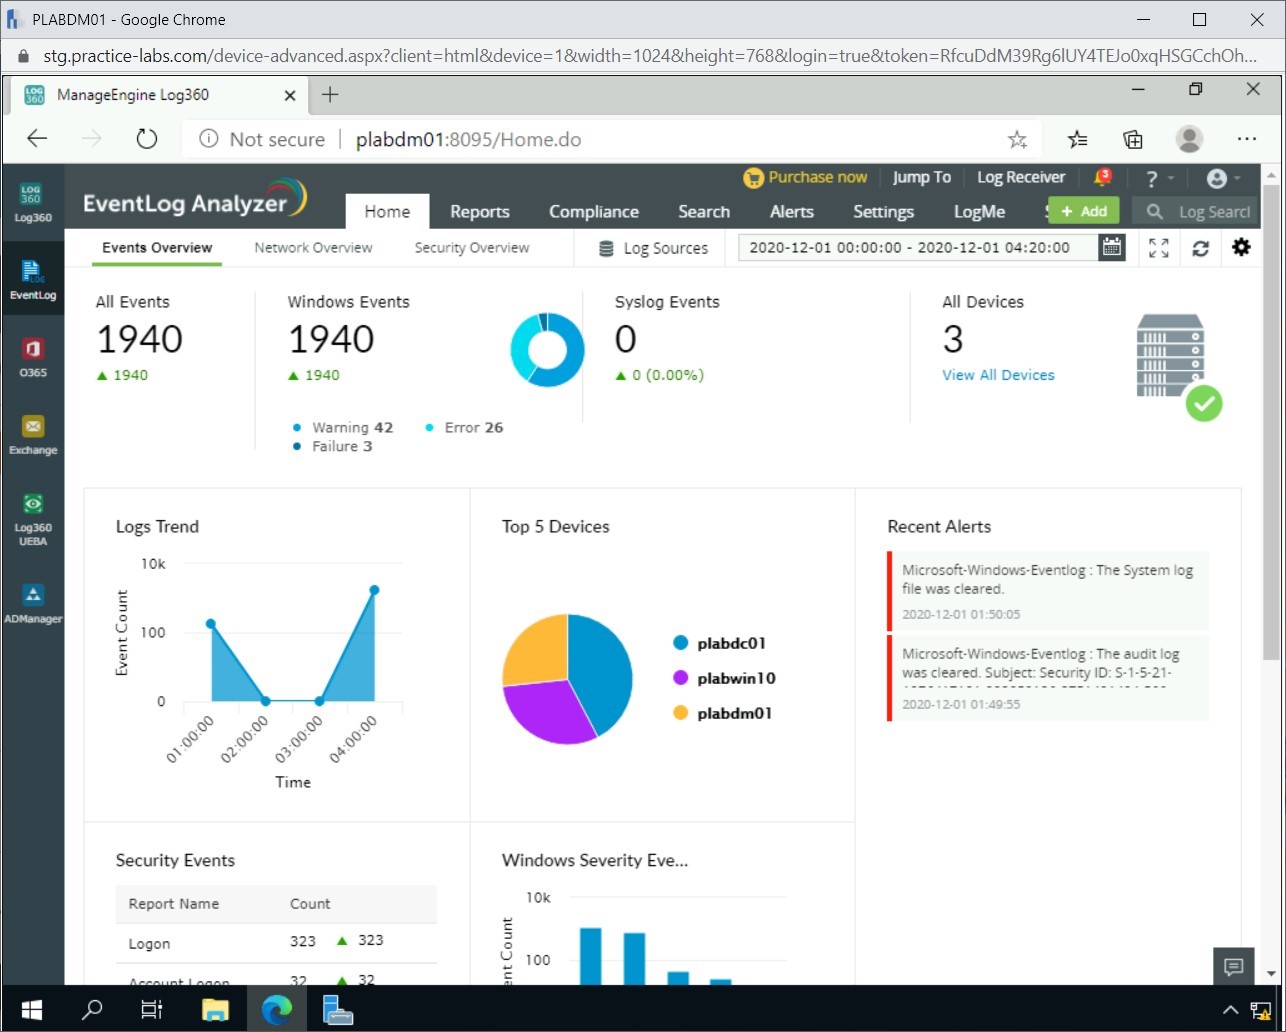 PLABDM01 - Google Chrome
stg.practice-labs.com/device-advanced.aspx?client=html&device=1&width=1024&height=768&login=true&token=RfcuDdM39Rg6lUY4TEJo0xqHSGCchOh...
LOG 360
ManageEngine Log360
Not secure
plabdm01:8095/Home.do
LOG 360
Log360
EventLog Analyzer
Purchase now
Jump To
Log Receiver
3
?
Home
Reports
Compliance
Search
Alerts
Settings
LogMe
+ Add
Log Searcl
LOG
EventLog
Events Overview
Network Overview
Security Overview
Log Sources
2020-12-01 00:00:00 - 2020-12-01 04:20:00
O365
Exchange
Log360
UEBA
ADManager
All Events
1940
▲ 1940
Windows Events
1940
▲ 1940
Warning 42
Error 26
Failure 3
Syslog Events
0
▲ 0 (0.00%)
All Devices
3
View All Devices
Logs Trend
10k
100
0
Event Count
01:00:00
02:00:00
03:00:00
04:00:00
Time
Top 5 Devices
plabdc01
plabwin10
plabdm01
Recent Alerts
Microsoft-Windows-Eventlog : The System log
file was cleared.
2020-12-01 01:50:05
Microsoft-Windows-Eventlog : The audit log
was cleared. Subject: Security ID: S-1-5-21-
2020-12-01 01:49:55
Security Events
Report Name
Count
Logon
323
▲ 323
Account Logon
32
▲ 32
Windows Severity Eve...
10k
100
nt Count